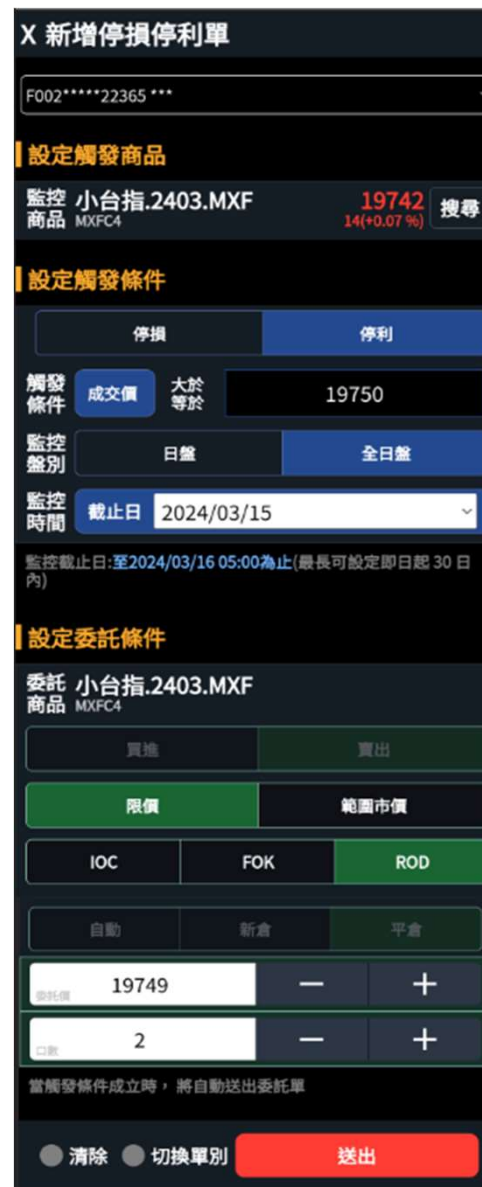 X 新增停損停利單
F002*****22365 ***
設定觸發商品
監控商品 小台指.2403.MXF 19742 搜尋
MXFC4 14(+0.07 %)
設定觸發條件
停損 停利
觸發條件 成交價 大於等於 19750
監控盤別 日盤 全日盤
監控時間 截止日 2024/03/15
監控截止日:至2024/03/16 05:00為止(最長可設定即日起 30 日
內)
設定委託條件
委託商品 小台指.2403.MXF
MXFC4
買進 賣出
限價 範圍市價
IOC FOK ROD
自動 新倉 平倉
委託價 19749 − +
口數 2 − +
當觸發條件成立時，將自動送出委託單
清除 切換單別 送出